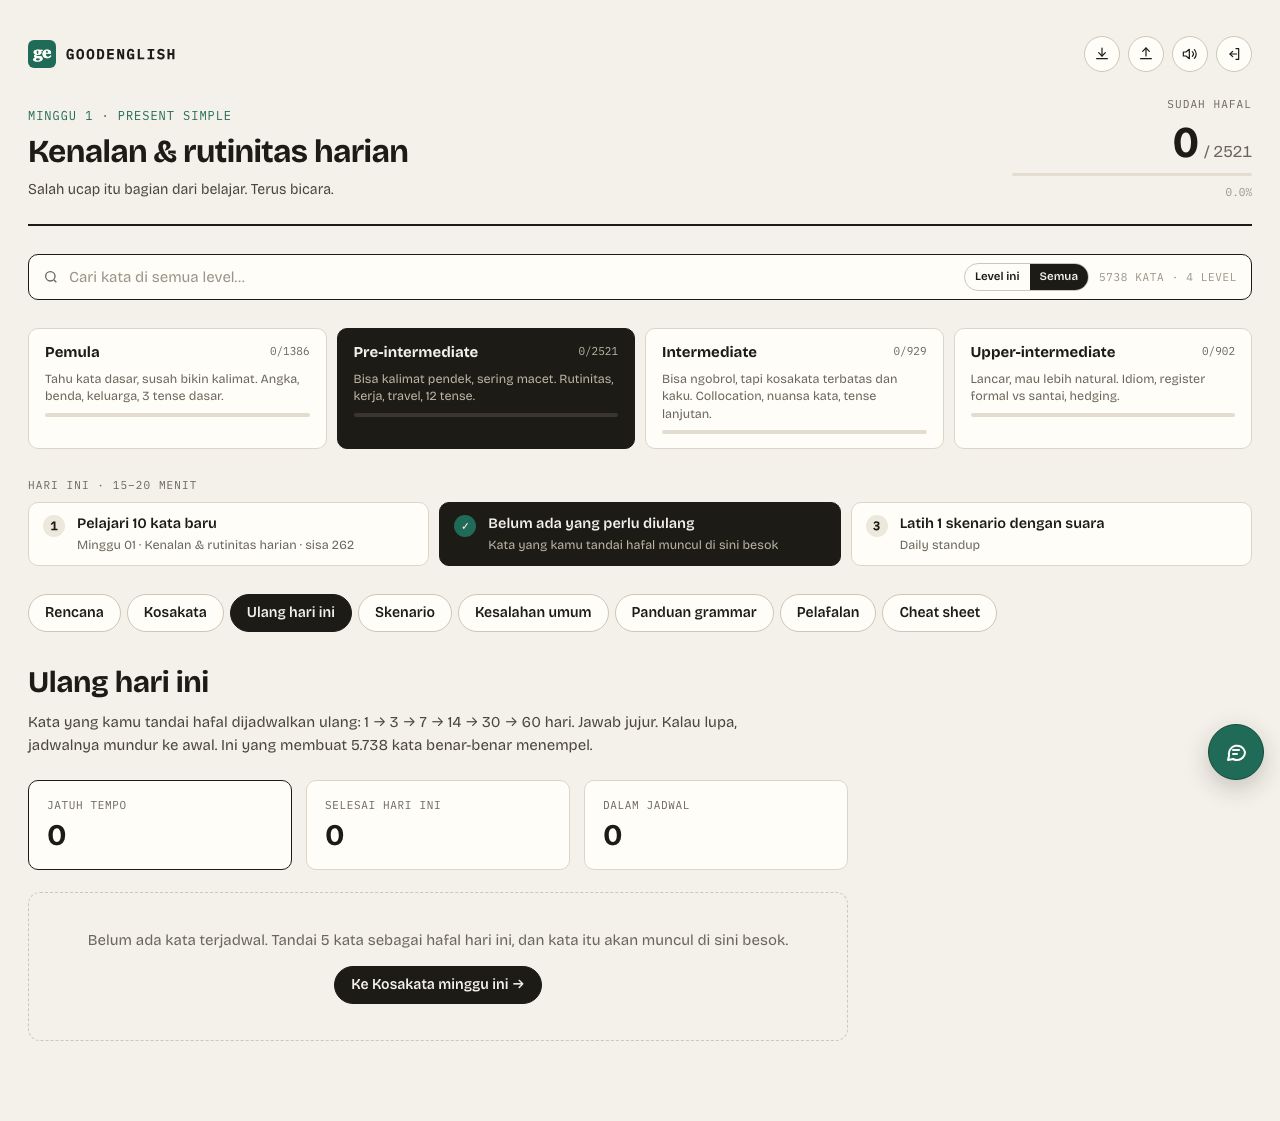 ge GOODENGLISH
MINGGU 1 · PRESENT SIMPLE
Kenalan & rutinitas harian
Salah ucap itu bagian dari belajar. Terus bicara.
SUDAH HAFAL
0 / 2521
0.0%
Cari kata di semua level...
Level ini
Semua
5738 KATA · 4 LEVEL
Pemula
0/1386
Tahu kata dasar, susah bikin kalimat. Angka,
benda, keluarga, 3 tense dasar.
Pre-intermediate
0/2521
Bisa kalimat pendek, sering macet. Rutinitas,
kerja, travel, 12 tense.
Intermediate
0/929
Bisa ngobrol, tapi kosakata terbatas dan
kaku. Collocation, nuansa kata, tense
lanjutan.
Upper-intermediate
0/902
Lancar, mau lebih natural. Idiom, register
formal vs santai, hedging.
HARI INI · 15–20 MENIT
1
Pelajari 10 kata baru
Minggu 01 · Kenalan & rutinitas harian · sisa 262
✓
Belum ada yang perlu diulang
Kata yang kamu tandai hafal muncul di sini besok
3
Latih 1 skenario dengan suara
Daily standup
Rencana
Kosakata
Ulang hari ini
Skenario
Kesalahan umum
Panduan grammar
Pelafalan
Cheat sheet
Ulang hari ini
Kata yang kamu tandai hafal dijadwalkan ulang: 1 → 3 → 7 → 14 → 30 → 60 hari. Jawab jujur. Kalau lupa,
jadwalnya mundur ke awal. Ini yang membuat 5.738 kata benar-benar menempel.
JATUH TEMPO
0
SELESAI HARI INI
0
DALAM JADWAL
0
Belum ada kata terjadwal. Tandai 5 kata sebagai hafal hari ini, dan kata itu akan muncul di sini besok.
Ke Kosakata minggu ini →